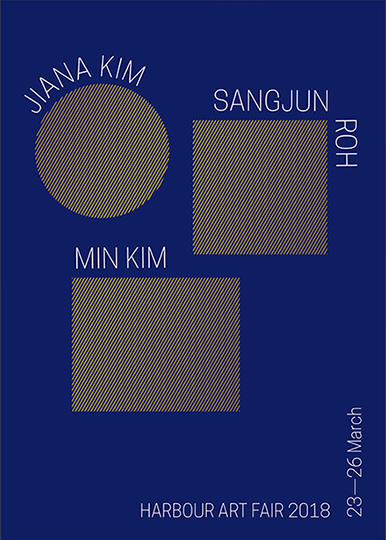 JIANA KIM
SANGJUN
ROH
MIN KIM
HARBOUR ART FAIR 2018
23—26 March